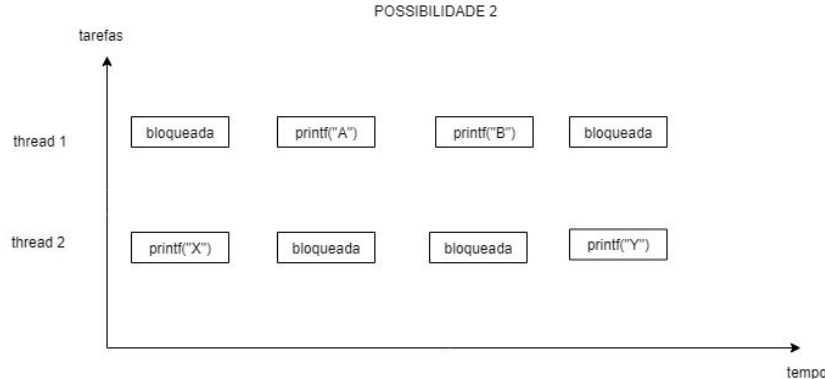 POSSIBILIDADE 2
tarefas
thread 1
bloqueada
printf("A")
printf("B")
bloqueada
thread 2
printf("X")
bloqueada
bloqueada
printf("Y")
tempo